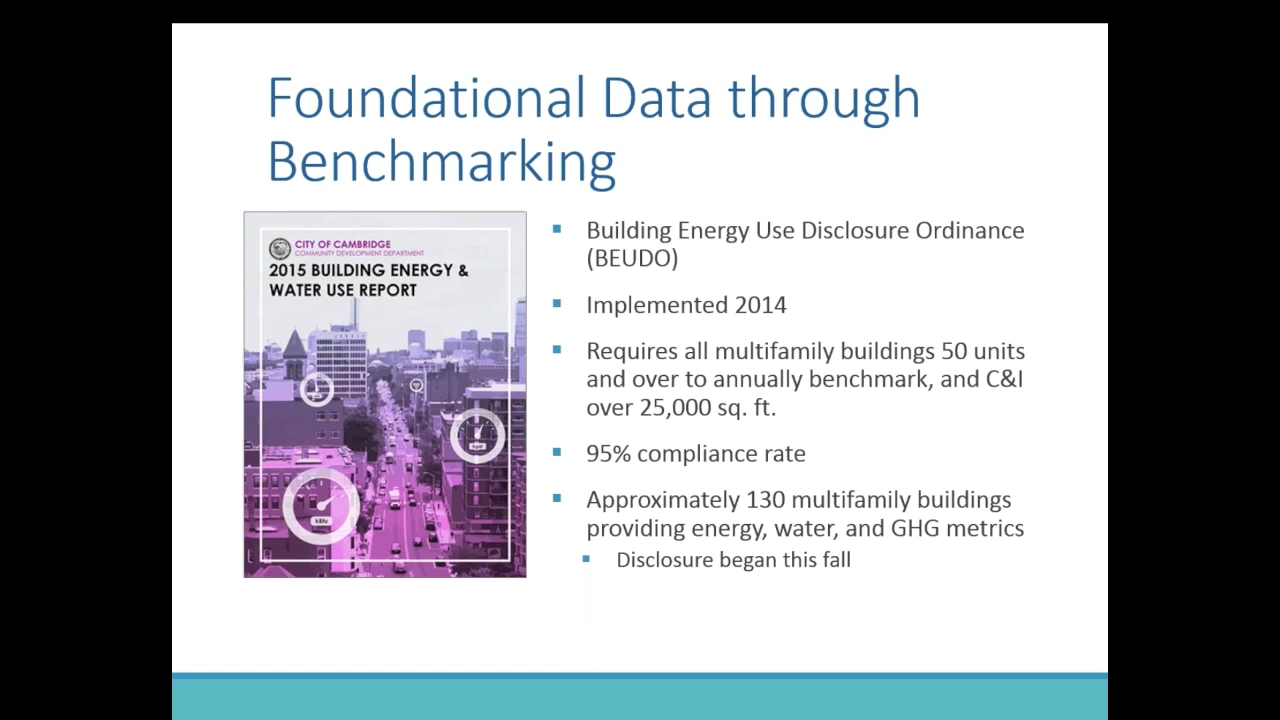 Foundational Data through
Benchmarking
CITY OF CAMBRIDGE
COMMUNITY DEVELOPMENT DEPARTMENT
2015 BUILDING ENERGY &
WATER USE REPORT
kBtu
Building Energy Use Disclosure Ordinance
(BEUDO)
Implemented 2014
Requires all multifamily buildings 50 units
and over to annually benchmark, and C&I
over 25,000 sq. ft.
95% compliance rate
Approximately 130 multifamily buildings
providing energy, water, and GHG metrics
Disclosure began this fall